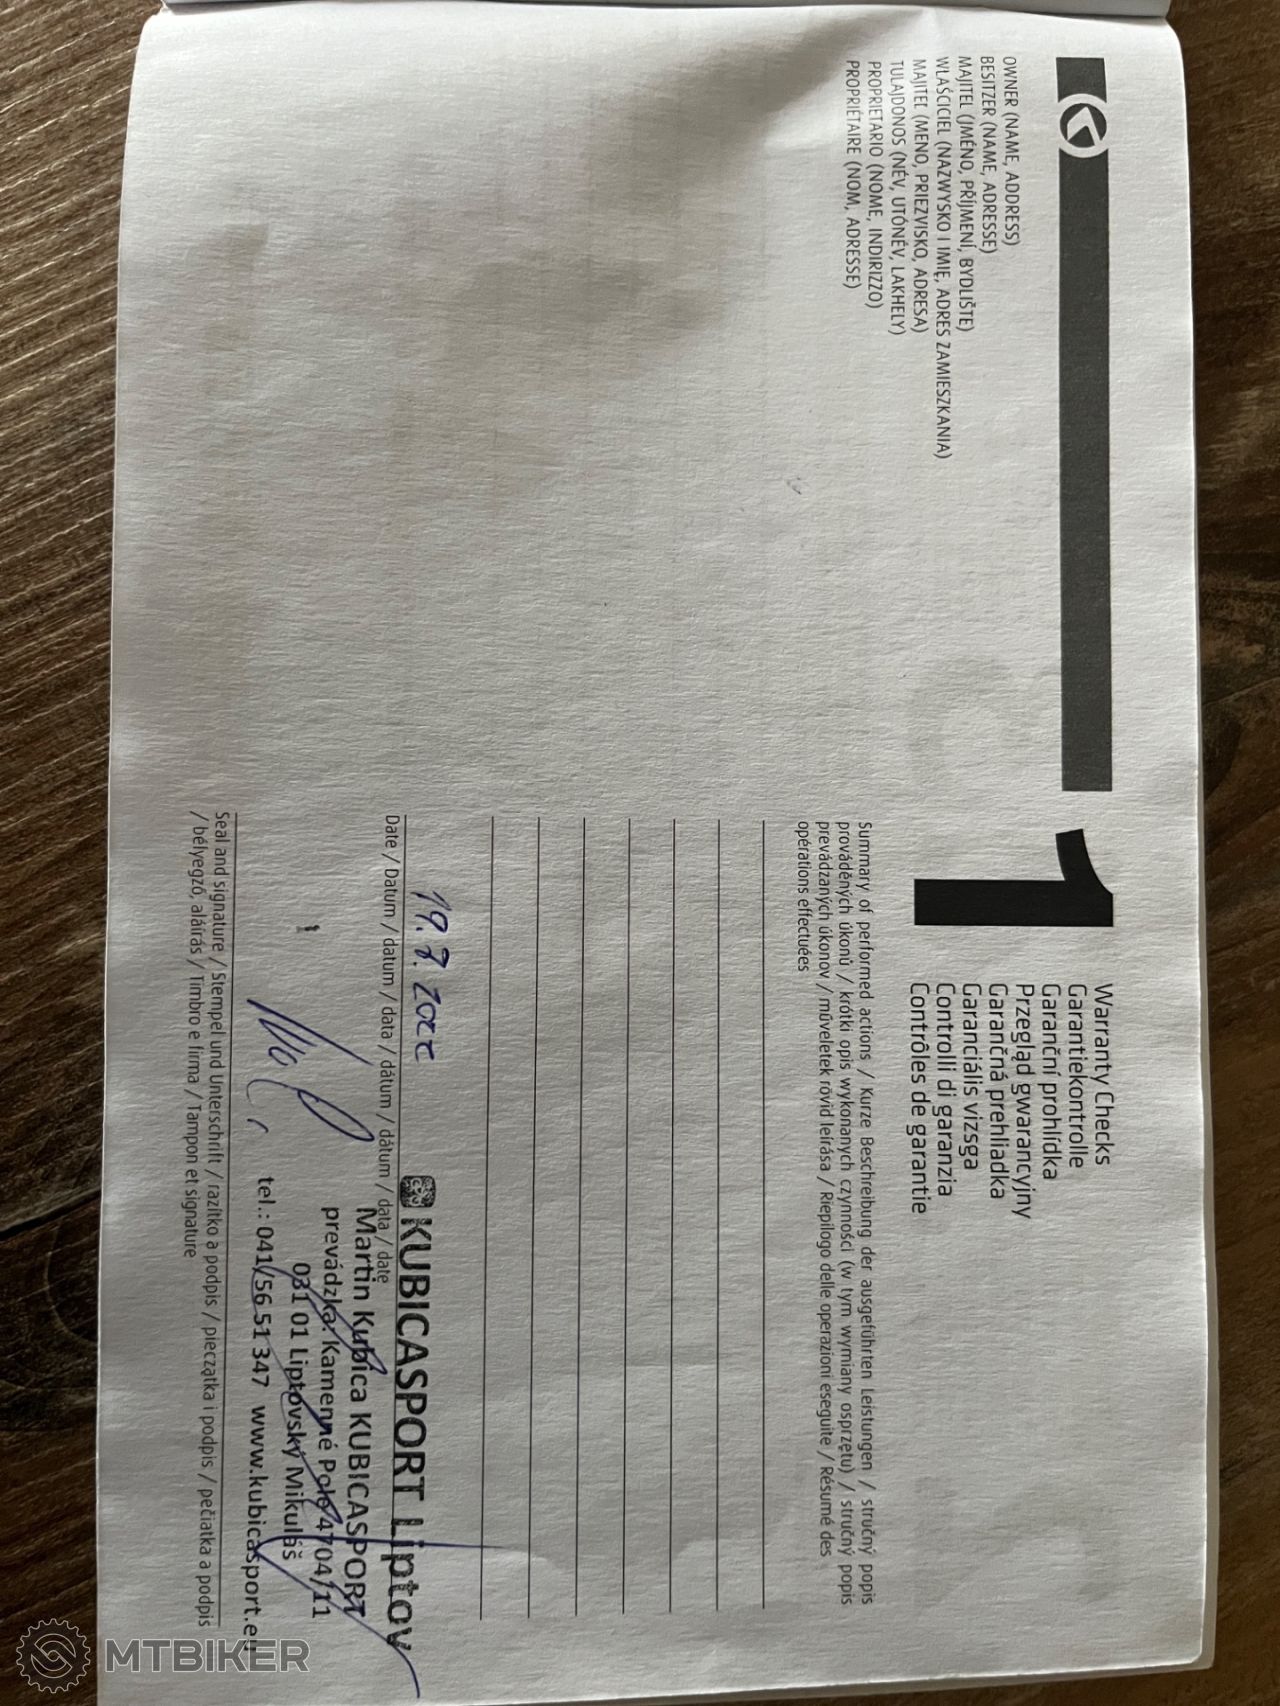 1
Warranty Checks
Garantiekontrolle
Garanční prohlídka
Przegląd gwarancyjny
Garančná prehliadka
Garanciális vizsga
Controlli di garanzia
Contrôles de garantie
OWNER (NAME, ADDRESS)
BESITZER (NAME, ADRESSE)
MAJITEL (JMÉNO, PŘÍJMENÍ, BYDLIŠTE)
WŁAŚCICIEL (NAZWYSKO I IMIĘ, ADRES ZAMIESZKANIA)
MAJITEĽ (MENO, PRIEZVISKO, ADRESA)
TULAJDONOS (NÉV, UTÓNÉV, LAKHELY)
PROPRIETARIO (NOME, INDIRIZZO)
PROPRIÉTAIRE (NOM, ADRESSE)
Summary of performed actions / Kurze Beschreibung der ausgeführten Leistungen / stručný popis
prováděných úkonů / krótki opis wykonanych czynności (w tym wymiany osprzętu) / stručný popis
prevádzaných úkonov / műveletek rövid leírása / Riepilogo delle operazioni eseguite / Résumé des
opérations effectuées
19.7.2022
Date / Datum / datum / data / dátum / dátum / data / date
KUBICASPORT Liptov
Martin Kubica KUBICASPORT
prevádzka: Kamenné Pole 4704/11
031 01 Liptovský Mikuláš
tel.: 041/56 51 347 www.kubicasport.eu
Seal and signature / Stempel und Unterschrift / razítko a podpis / pieczątka i podpis / pečiatka a podpis
/ bélyegző, aláírás / Timbro e firma / Tampon et signature
MTBIKER